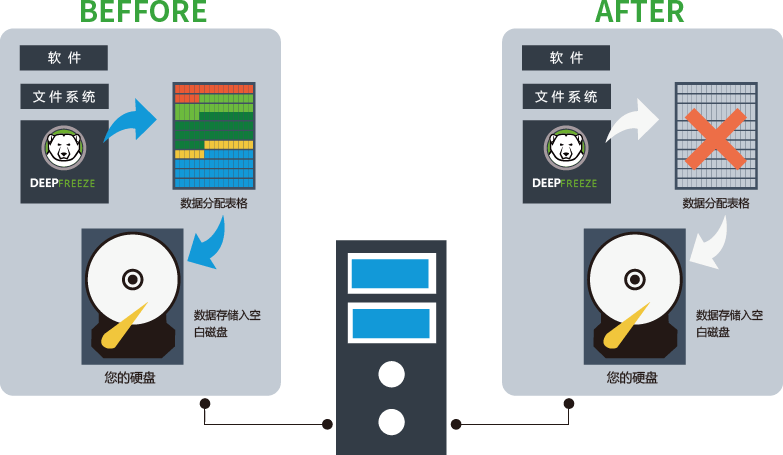 BEFFORE
软件
文件系统
DEEPFREEZE
数据分配表格
数据存储入空
白磁盘
您的硬盘
AFTER
软件
文件系统
DEEPFREEZE
数据分配表格
数据存储入空
白磁盘
您的硬盘